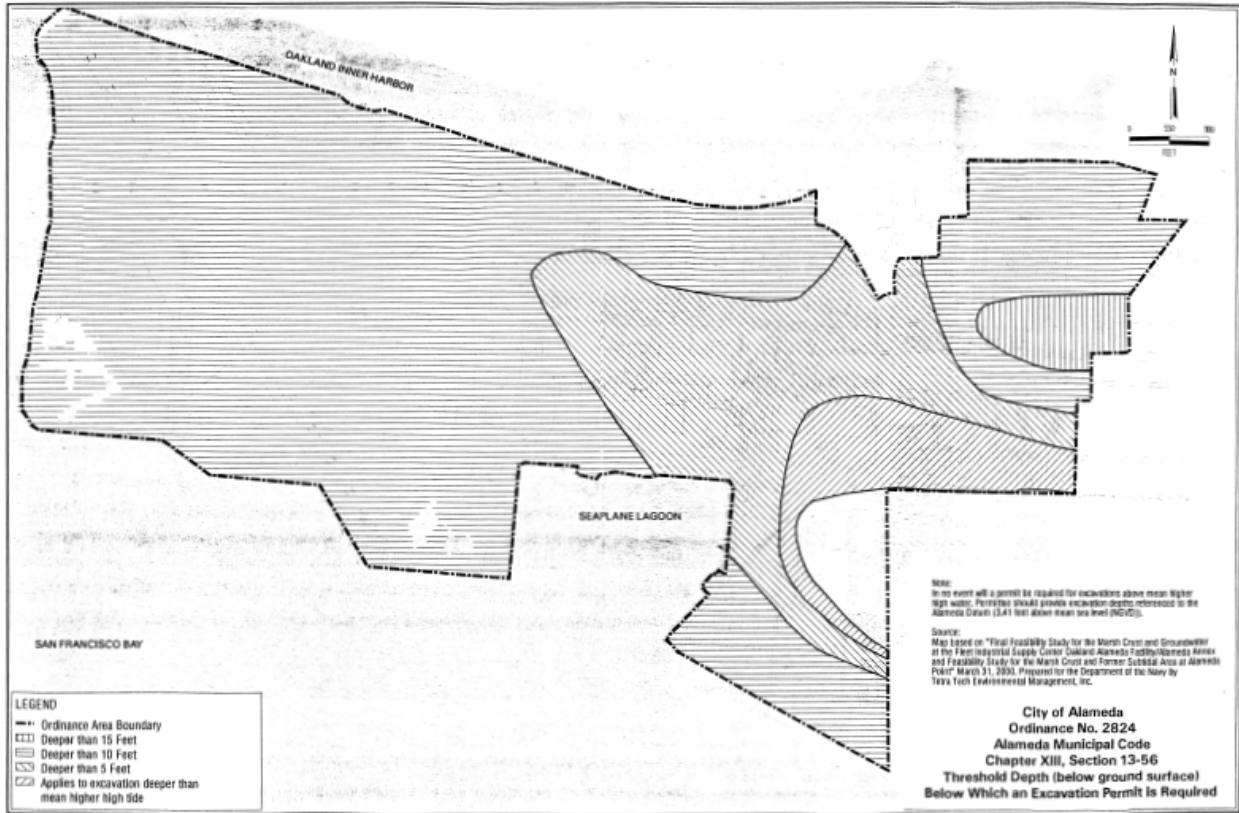 OAKLAND INNER HARBOR
N
0 550 1100
FEET
SEAPLANE LAGOON
SAN FRANCISCO BAY
Note:
In no event will a permit be required for excavations above mean higher
high water. Permittee should provide excavation depths referenced to the
Alameda Datum (3.41 feet above mean sea level (NGVD)).
Source:
Map based on "Final Feasibility Study for the Marsh Crust and Groundwater
at the Fleet Industrial Supply Center Oakland Alameda Facility/Alameda Annex
and Feasibility Study for the Marsh Crust and Former Subtidal Area at Alameda
Point" March 31, 2000. Prepared for the Department of the Navy by
Tetra Tech Environmental Management, Inc.
LEGEND
Ordinance Area Boundary
Deeper than 15 Feet
Deeper than 10 Feet
Deeper than 5 Feet
Applies to excavation deeper than
mean higher high tide
City of Alameda
Ordinance No. 2824
Alameda Municipal Code
Chapter XIII, Section 13-56
Threshold Depth (below ground surface)
Below Which an Excavation Permit is Required